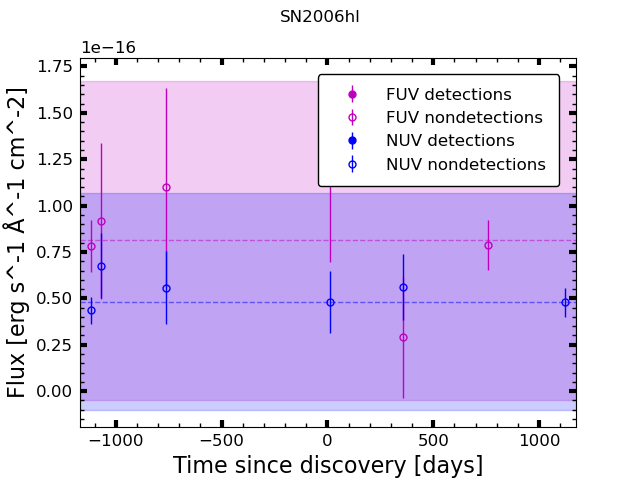 SN2006hl
1e−16
1.75
1.50
1.25
1.00
0.75
0.50
0.25
0.00
Flux [erg s^-1 Å^-1 cm^-2]
FUV detections
FUV nondetections
NUV detections
NUV nondetections
−1000 −500 0 500 1000
Time since discovery [days]